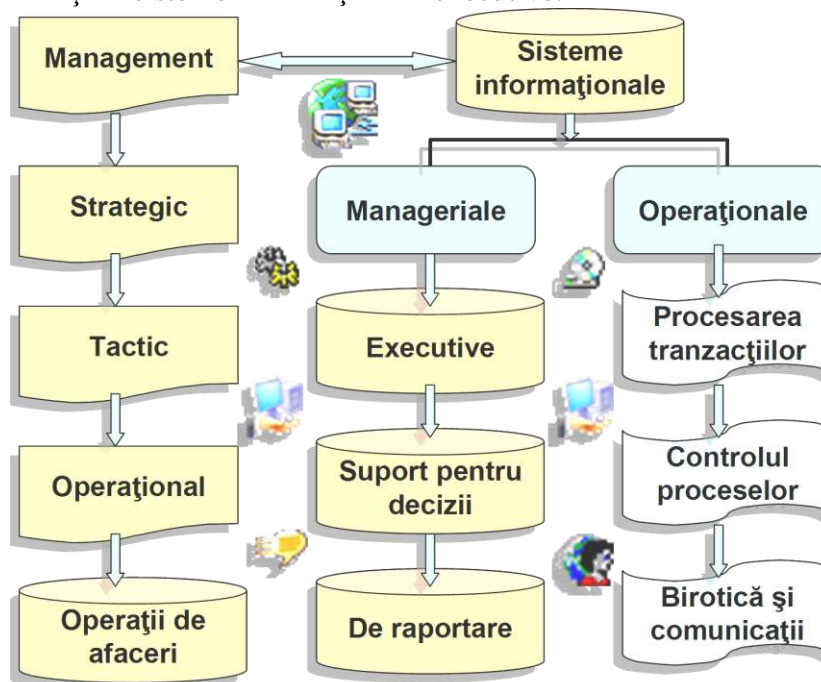 Management
Sisteme
informaţionale
Strategic
Manageriale
Operaţionale
Tactic
Executive
Procesarea
tranzacţiilor
Operaţional
Suport pentru
decizii
Controlul
proceselor
Operaţii de
afaceri
De raportare
Birotică şi
comunicaţii